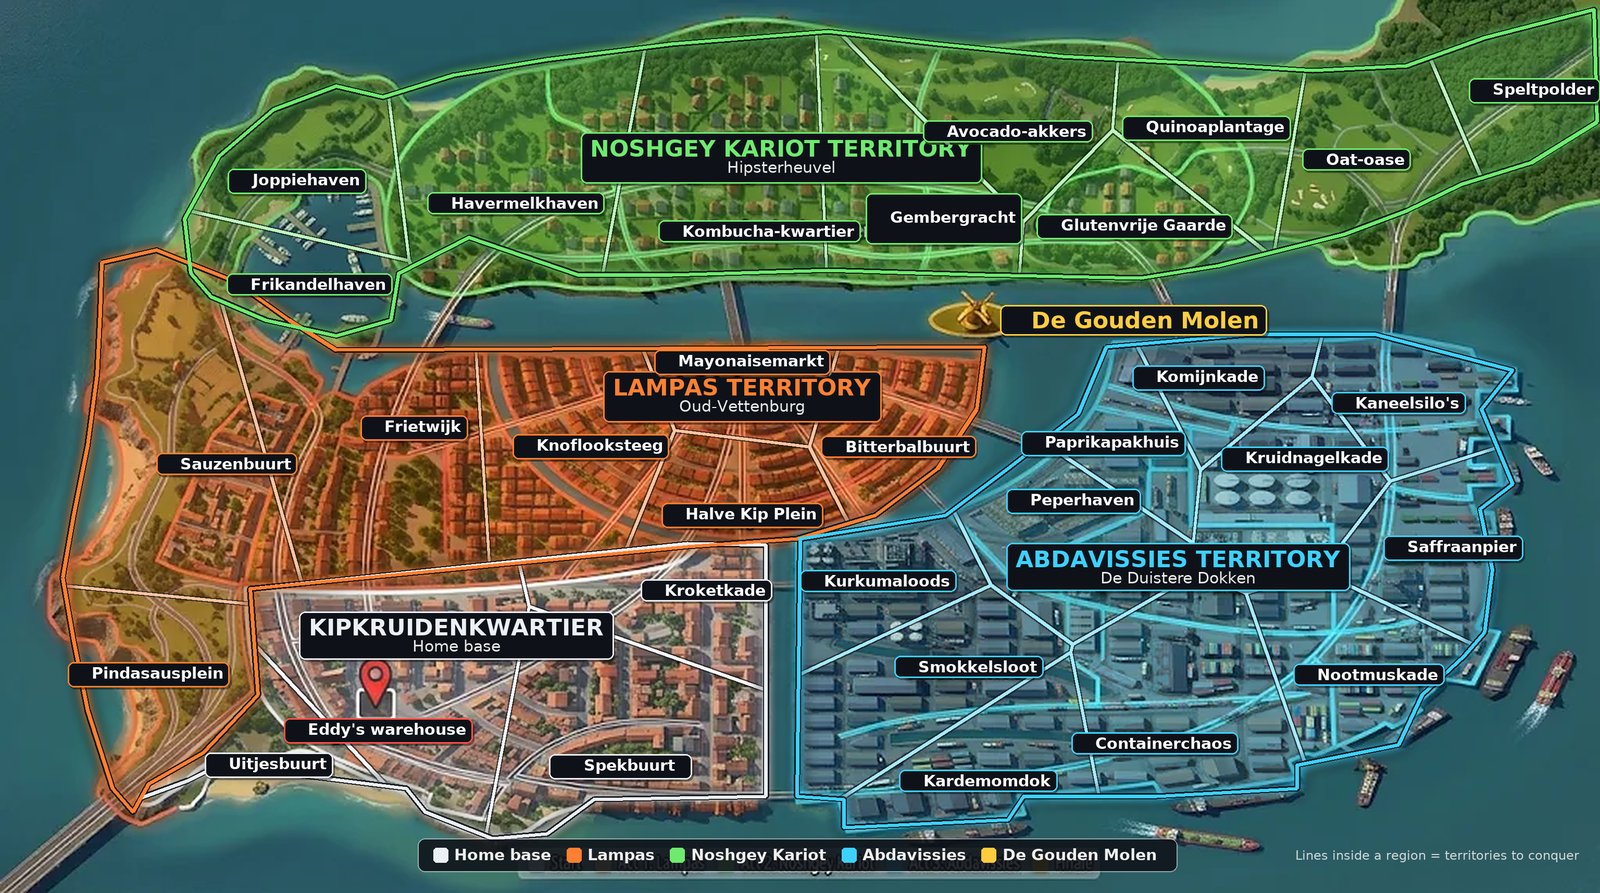 Speltpolder
Avocado-akkers
Quinoaplantage
NOSHGEY KARIOT TERRITORY
Hipsterheuvel
Oat-oase
Joppiehaven
Havermelkhaven
Gembergracht
Kombucha-kwartier
Glutenvrije Gaarde
Frikandelhaven
De Gouden Molen
Mayonaisemarkt
LAMPAS TERRITORY
Oud-Vettenburg
Komijnkade
Kaneelsilo's
Frietwijk
Knoflooksteeg
Bitterbalbuurt
Paprikapakhuis
Sauzenbuurt
Kruidnagelkade
Peperhaven
Halve Kip Plein
Saffraanpier
ABDAVISSIES TERRITORY
De Duistere Dokken
Kurkumaloods
Kroketkade
KIPKRUIDENKWARTIER
Home base
Smokkelsloot
Pindasausplein
Nootmuskade
Eddy's warehouse
Containerchaos
Uitjesbuurt
Spekbuurt
Kardemomdok
Home base
Lampas
Noshgey Kariot
Abdavissies
De Gouden Molen
Lines inside a region = territories to conquer